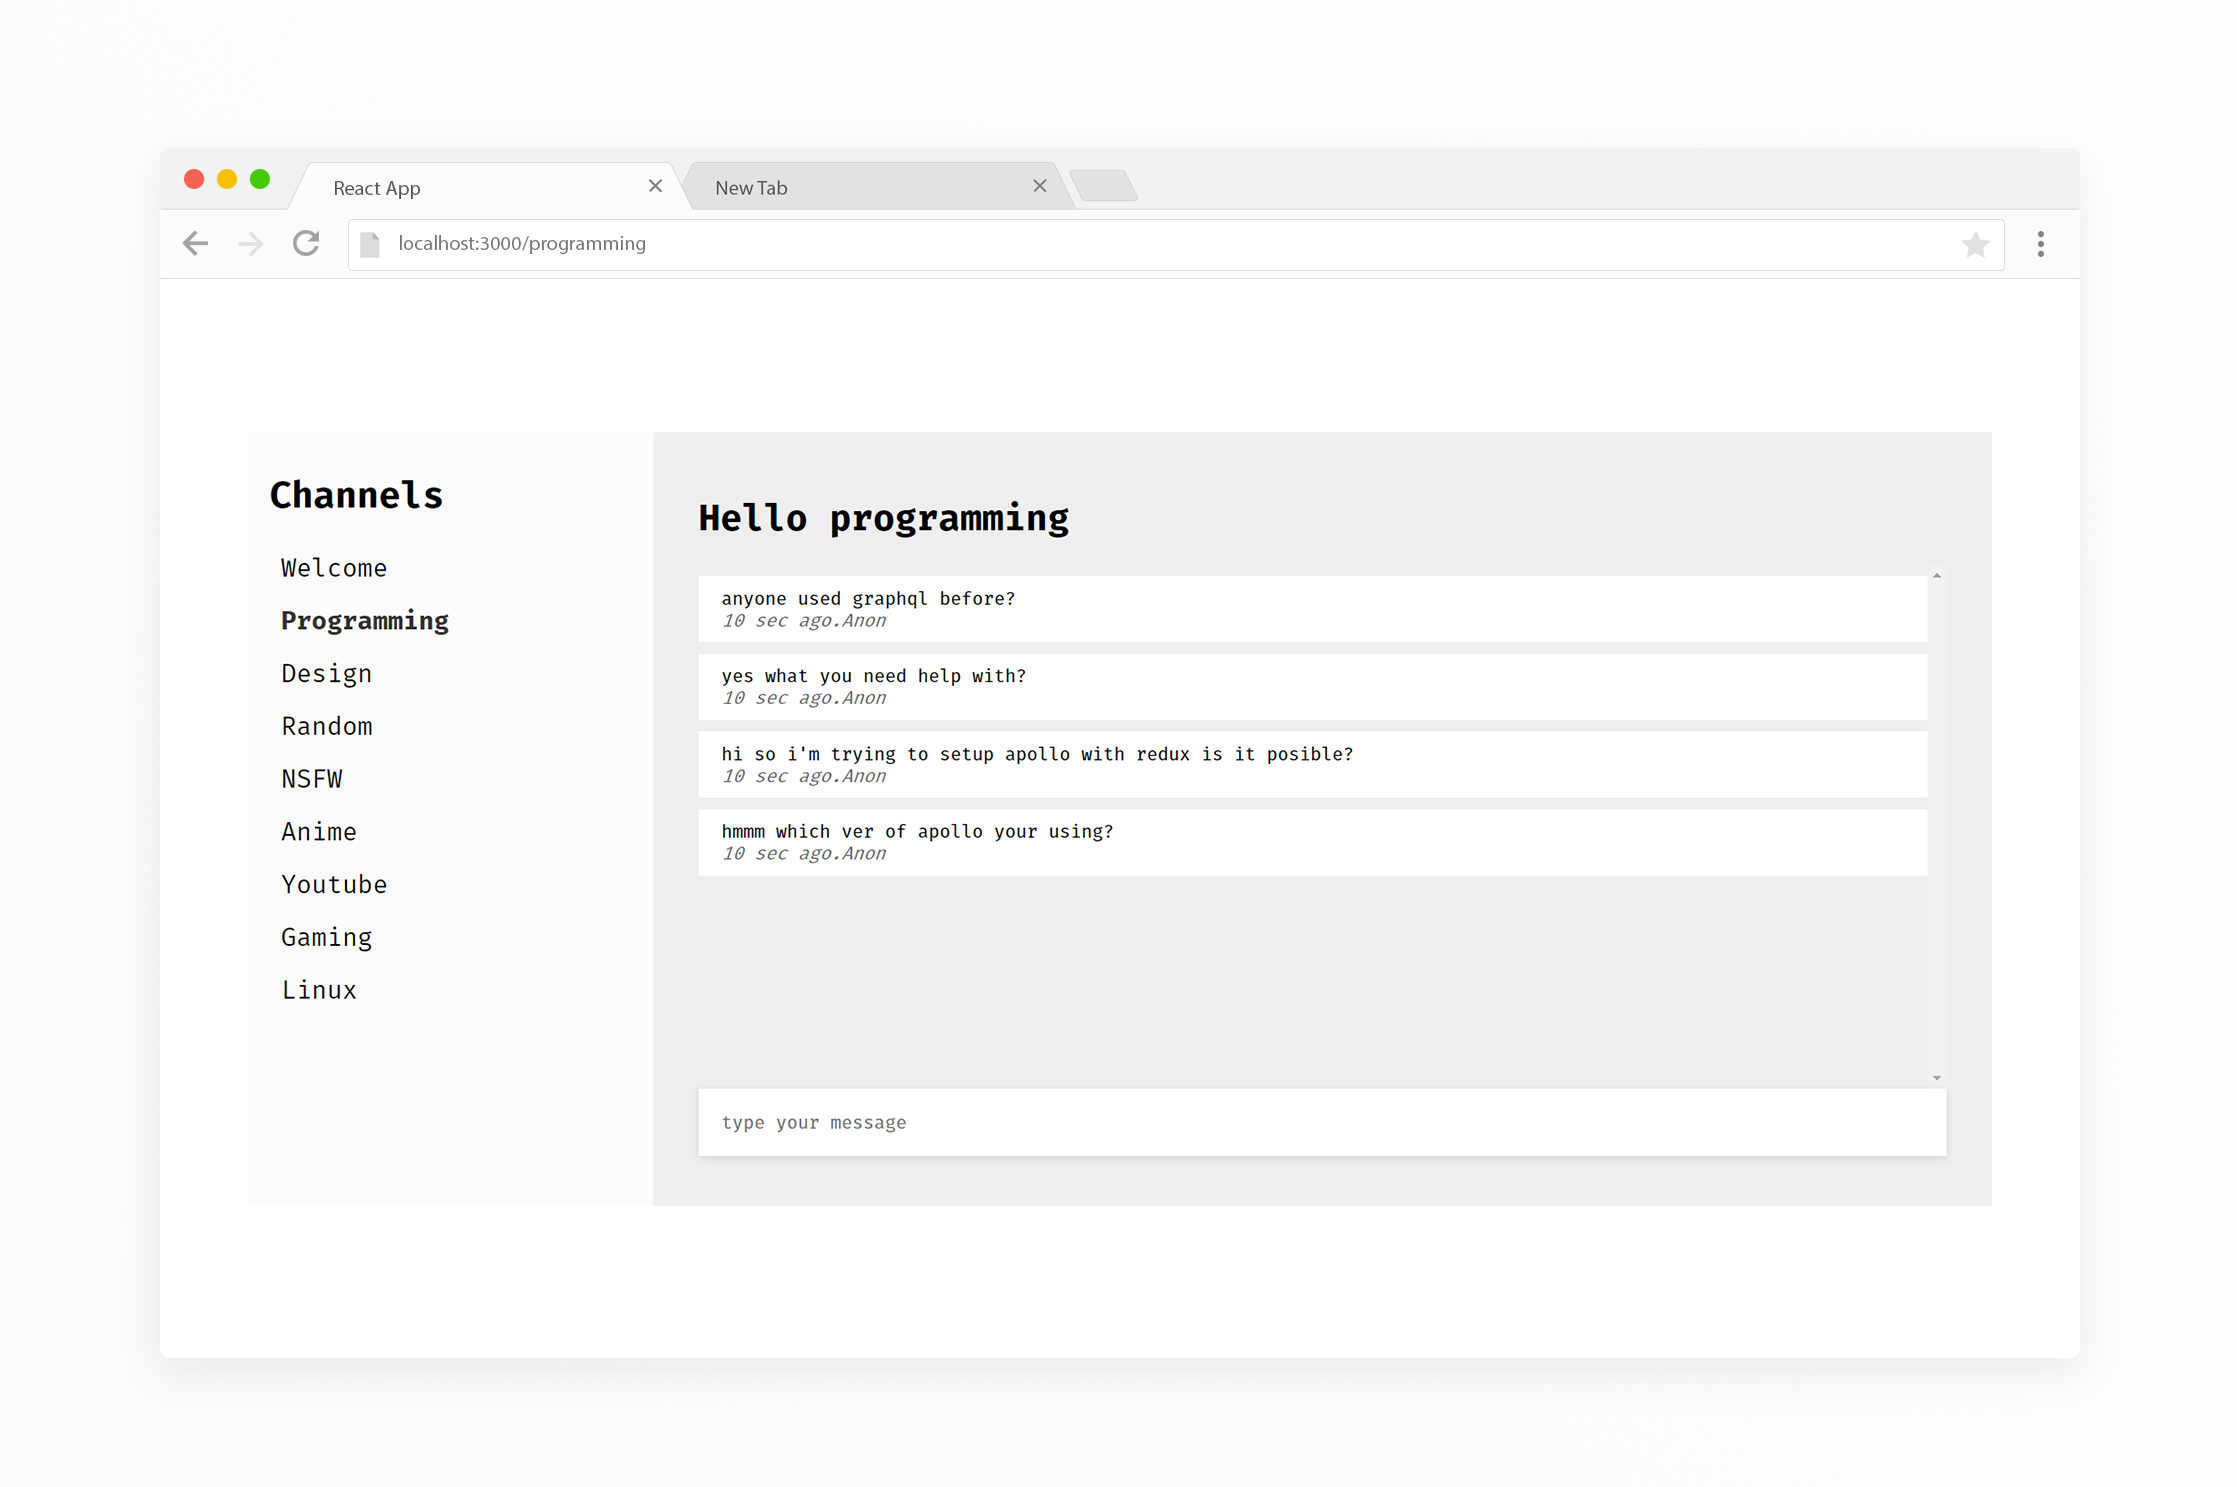 React App
New Tab
localhost:3000/programming
Channels
Welcome
Programming
Design
Random
NSFW
Anime
Youtube
Gaming
Linux
Hello programming
anyone used graphql before?
10 sec ago.Anon
yes what you need help with?
10 sec ago.Anon
hi so i'm trying to setup apollo with redux is it posible?
10 sec ago.Anon
hmmm which ver of apollo your using?
10 sec ago.Anon
type your message